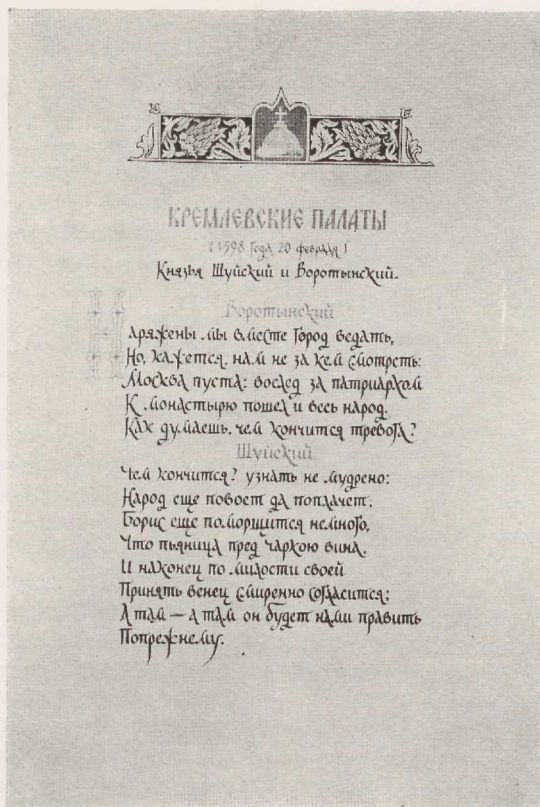 КРЕМЛЕВСКИЕ ПАЛАТЫ
(1598 года 20 февраля)
Князья Шуйский и Воротынский.
Воротынский
Наряжены мы вместе город ведать,
Но, кажется, нам не за кем смотреть:
Москва пуста; вослед за патриархом
К монастырю пошел и весь народ.
Как думаешь, чем кончится тревога?
Шуйский
Чем кончится? узнать не мудрено:
Народ еще повоет да поплачет,
Борис еще поморщится немного,
Что пьяница пред чаркою вина,
И наконец по милости своей
Принять венец смиренно согласится;
А там — а там он будет нами править
Попрежнему.